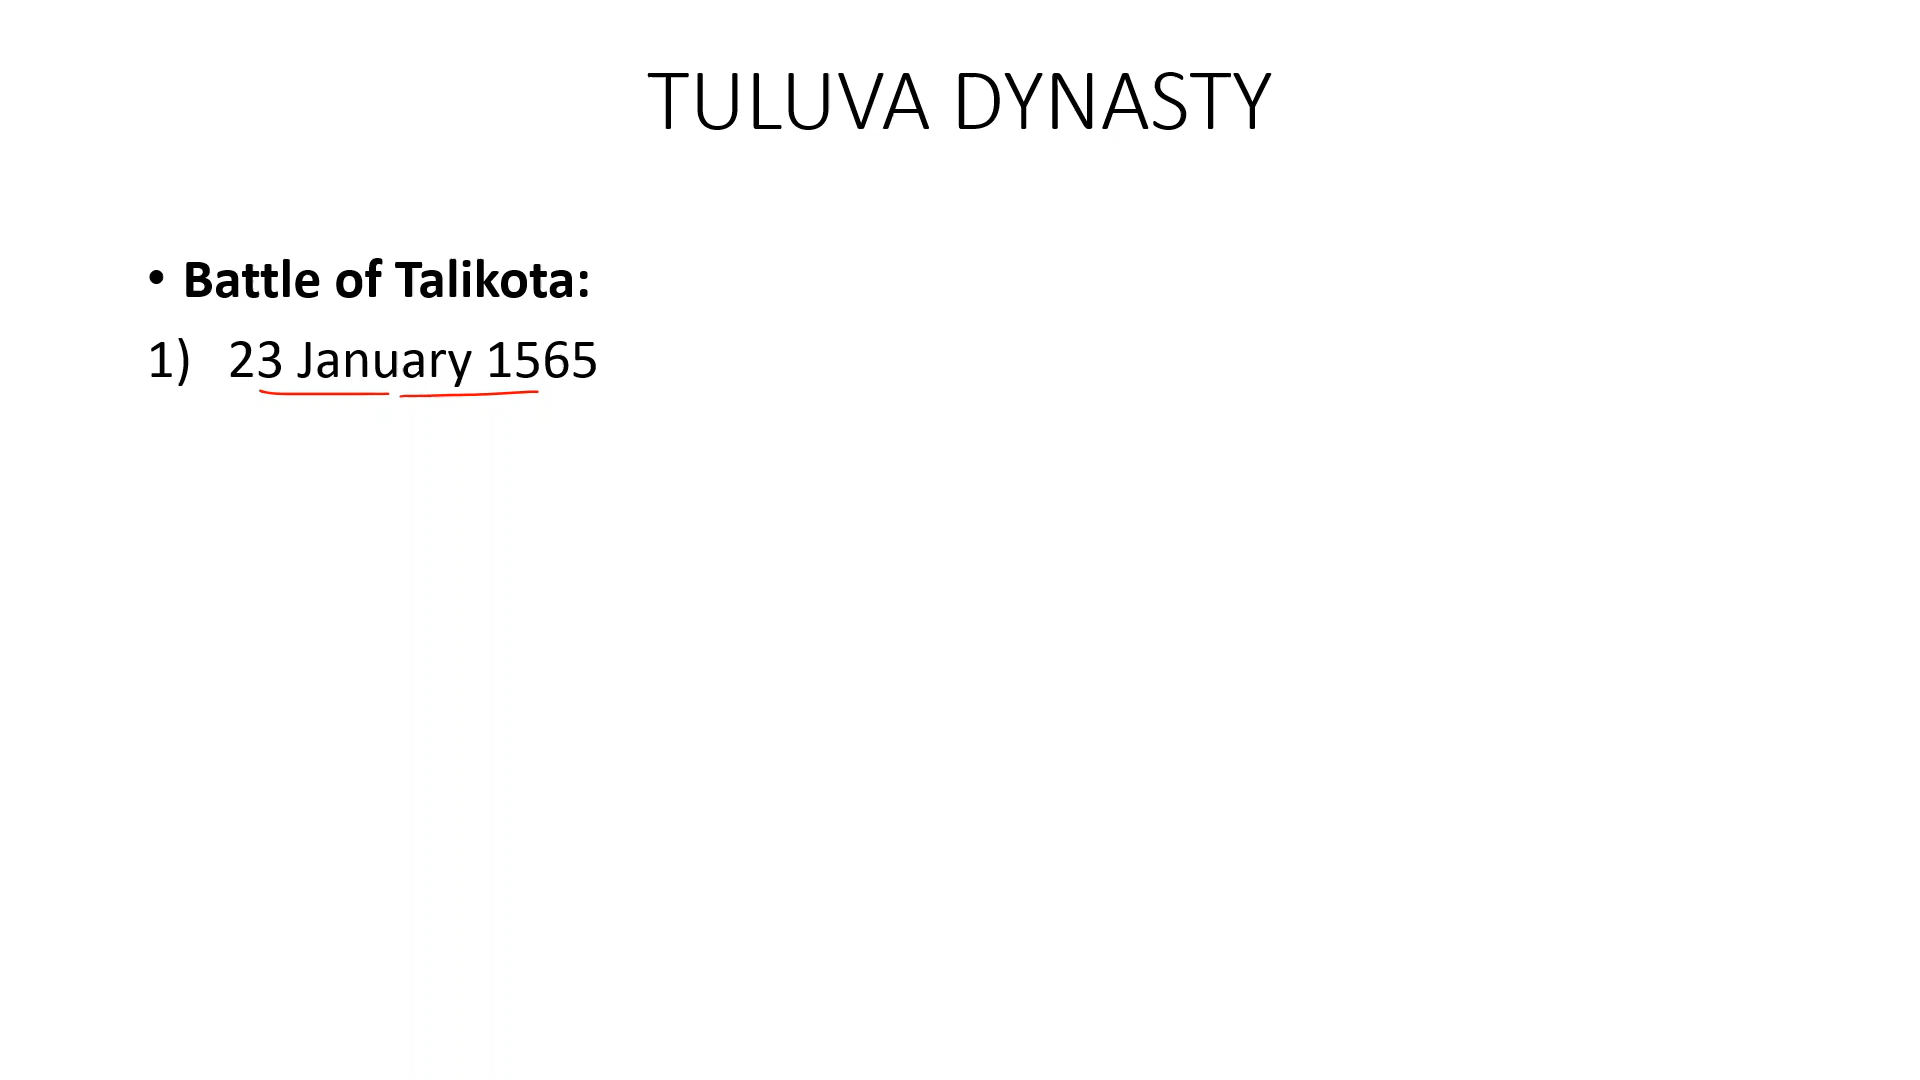 TULUVA DYNASTY
• Battle of Talikota:
1) 23 January 1565